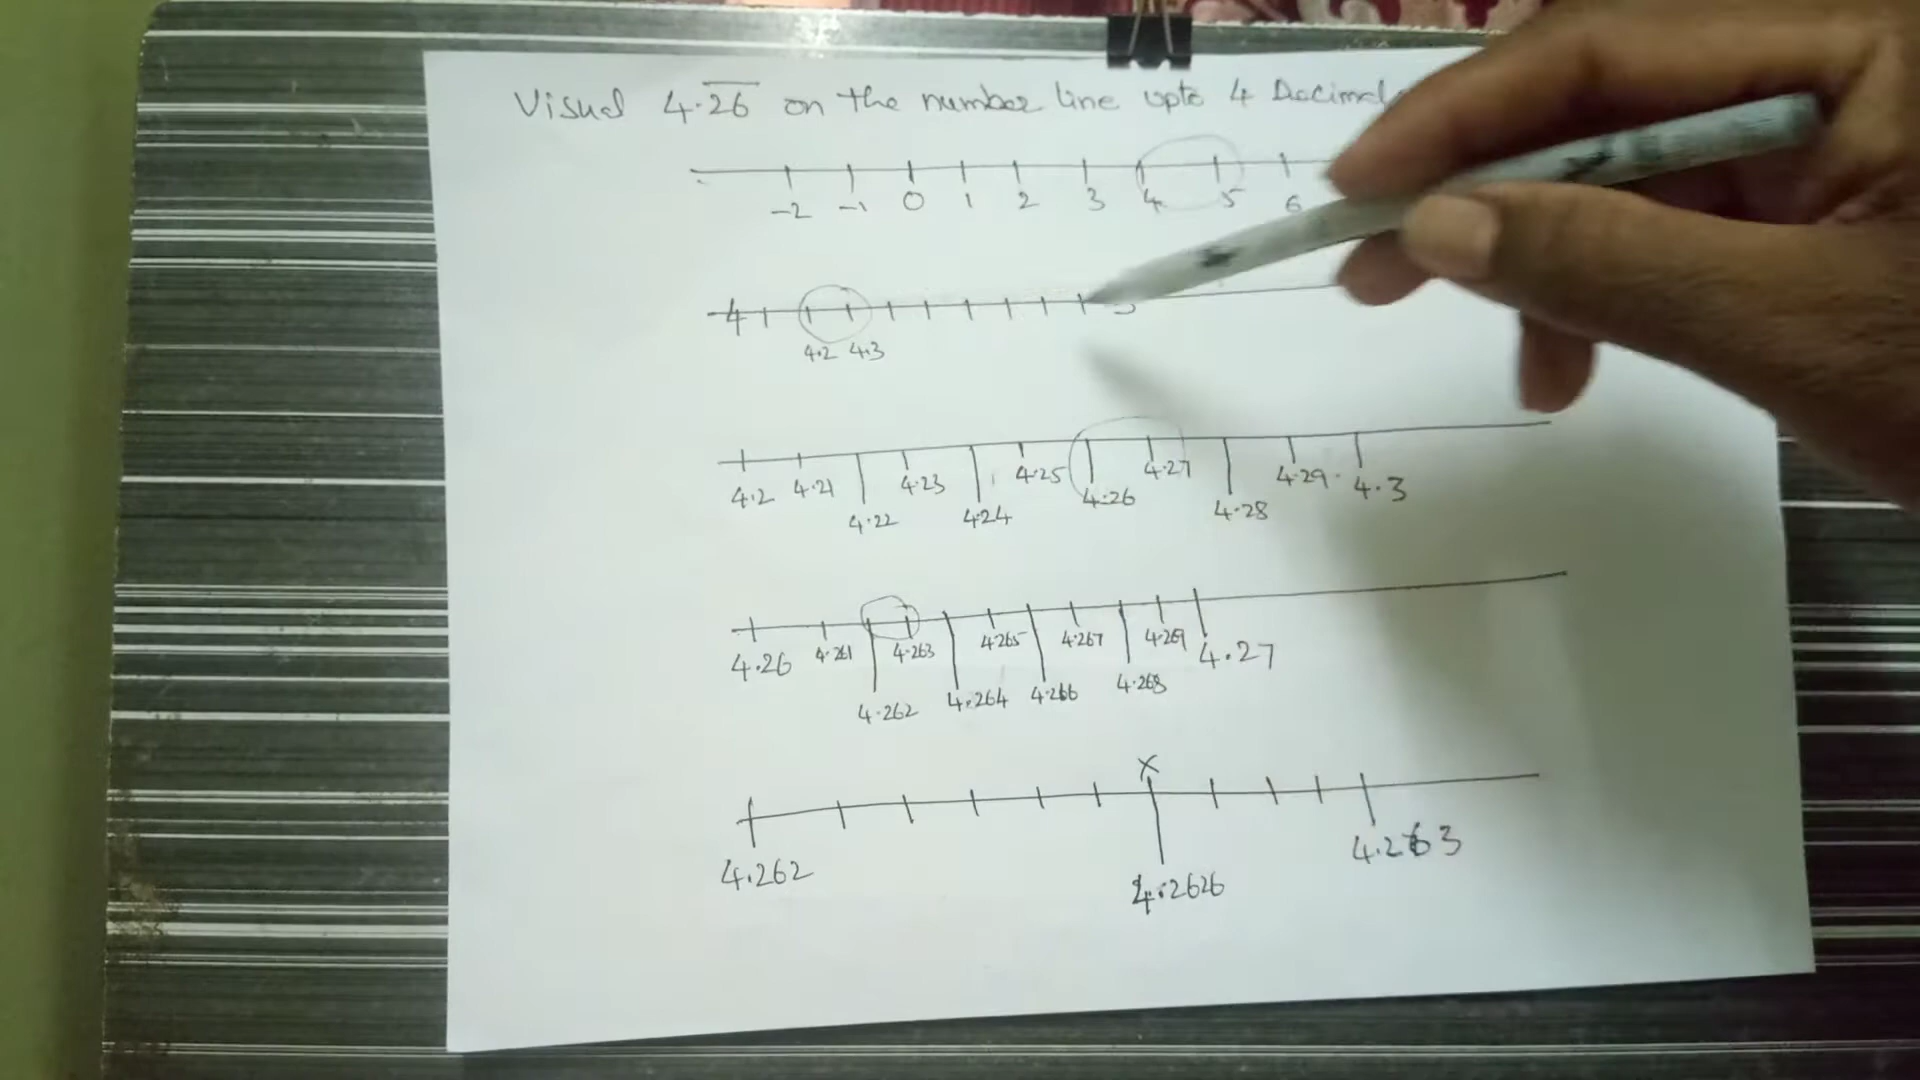 Visual 4.2̅6̅ on the number line upto 4 Decimal
-2 -1 0 1 2 3 4 5 6
4 5
4.2 4.3
4.2 4.21 4.22 4.23 4.24 4.25 4.26 4.27 4.28 4.29 4.3
4.26 4.261 4.262 4.263 4.264 4.265 4.266 4.267 4.268 4.269 4.27
x
4.262 4.2626 4.263